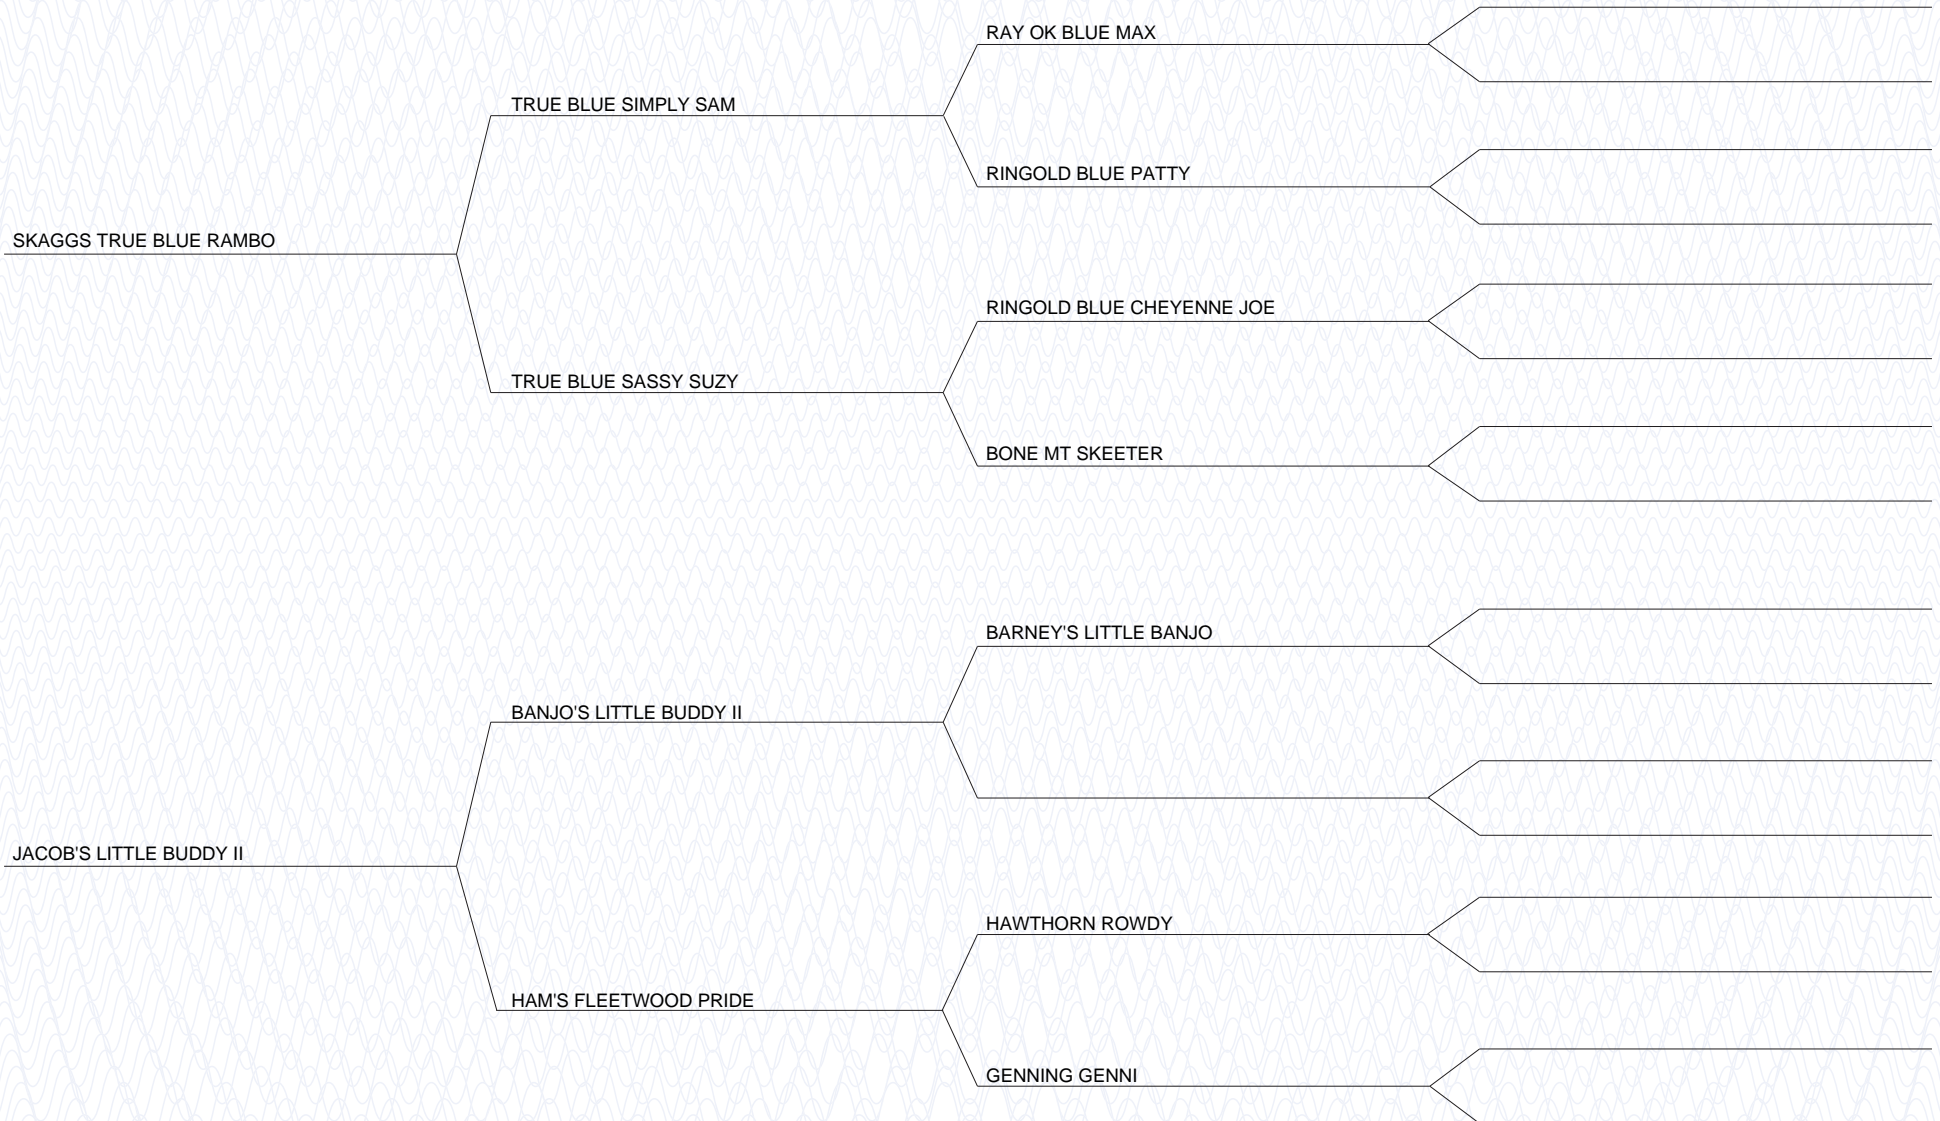 RAY OK BLUE MAX
TRUE BLUE SIMPLY SAM
RINGOLD BLUE PATTY
SKAGGS TRUE BLUE RAMBO
RINGOLD BLUE CHEYENNE JOE
TRUE BLUE SASSY SUZY
BONE MT SKEETER
BARNEY'S LITTLE BANJO
BANJO'S LITTLE BUDDY II
JACOB'S LITTLE BUDDY II
HAWTHORN ROWDY
HAM'S FLEETWOOD PRIDE
GENNING GENNI